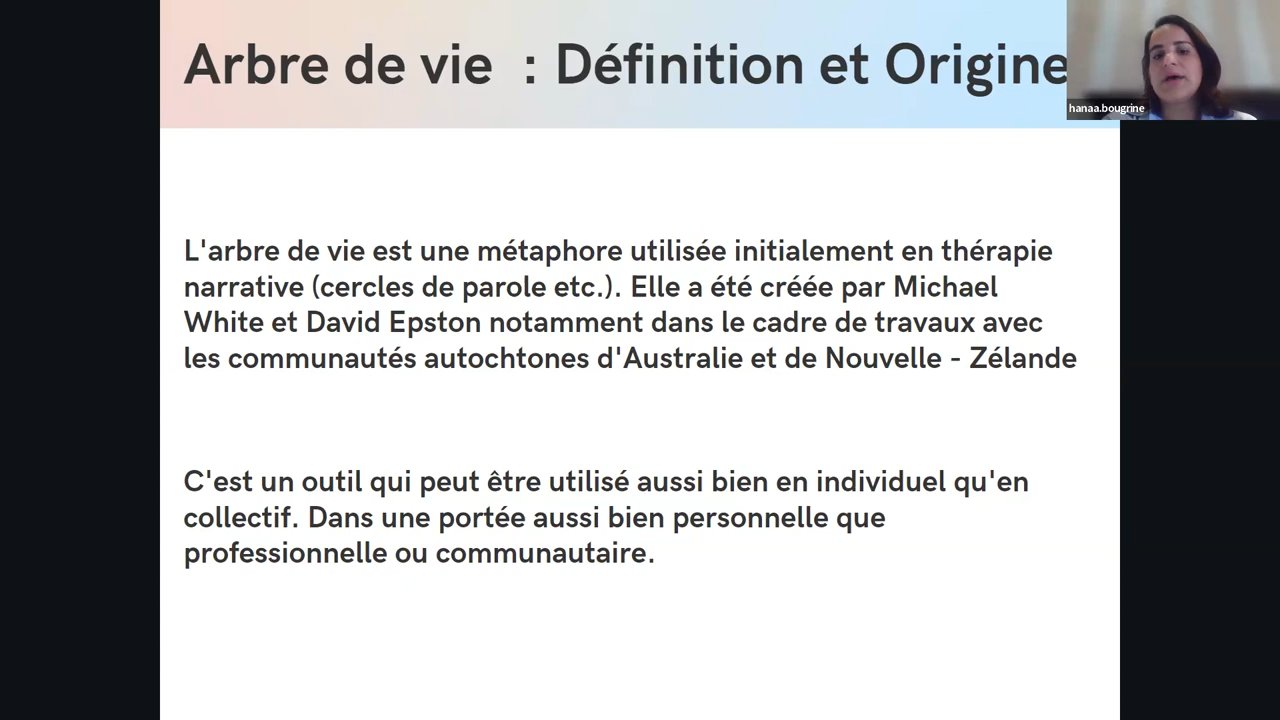 Arbre de vie : Définition et Origine
hanaa.bougrine
L'arbre de vie est une métaphore utilisée initialement en thérapie
narrative (cercles de parole etc.). Elle a été créée par Michael
White et David Epston notamment dans le cadre de travaux avec
les communautés autochtones d'Australie et de Nouvelle - Zélande
C'est un outil qui peut être utilisé aussi bien en individuel qu'en
collectif. Dans une portée aussi bien personnelle que
professionnelle ou communautaire.